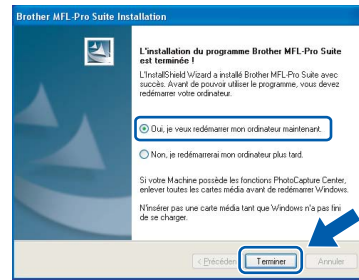 Brother MFL-Pro Suite Installation
L'installation du programme Brother MFL-Pro Suite
est terminée !
L'InstallShield Wizard a installé Brother MFL-Pro Suite avec
succès. Avant de pouvoir utiliser le programme, vous devez
redémarrer votre ordinateur.
Oui, je veux redémarrer mon ordinateur maintenant.
Non, je redémarrerai mon ordinateur plus tard.
Si votre Machine possède les fonctions PhotoCapture Center,
enlever toutes les cartes média avant de redémarrer Windows.
N'insérer pas une carte média tant que Windows n'a pas fini
de se charger.
< Précéden
Terminer
Annuler